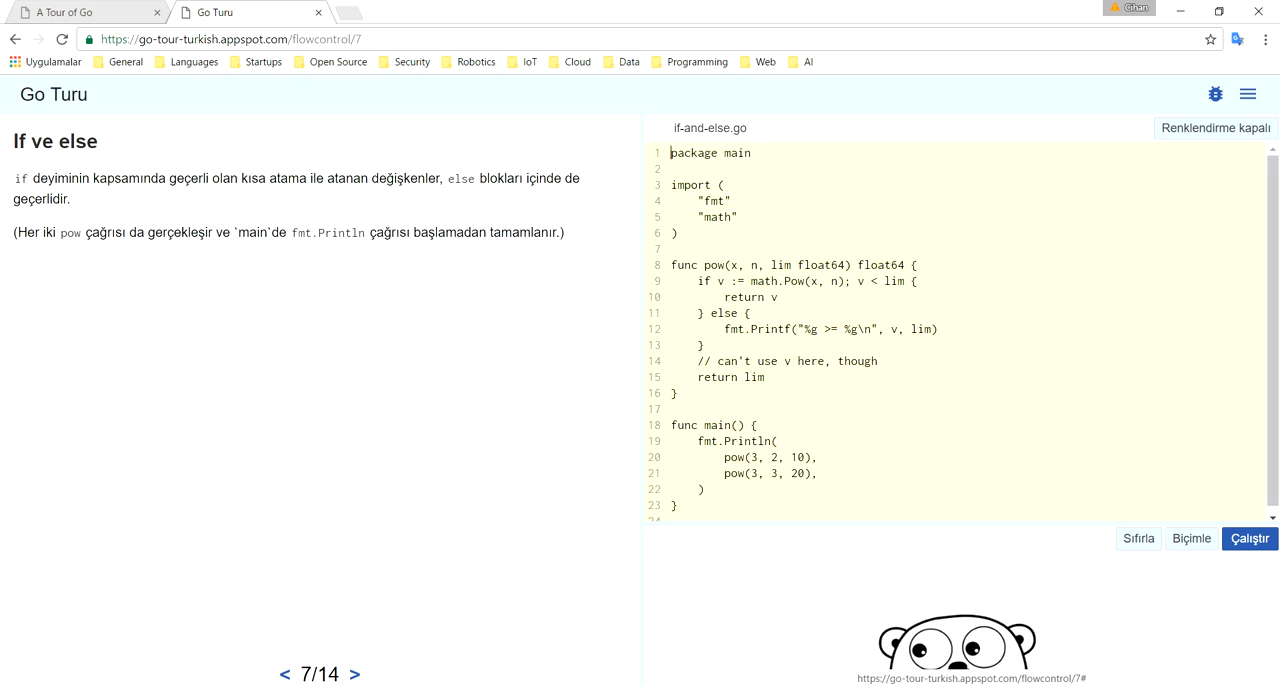 A Tour of Go
Go Turu
Cihan
https://go-tour-turkish.appspot.com/flowcontrol/7
Uygulamalar General Languages Startups Open Source Security Robotics IoT Cloud Data Programming Web AI
Go Turu
If ve else
if deyiminin kapsamında geçerli olan kısa atama ile atanan değişkenler, else blokları içinde de
geçerlidir.
(Her iki pow çağrısı da gerçekleşir ve `main`de fmt.Println çağrısı başlamadan tamamlanır.)
< 7/14 >
if-and-else.go
Renklendirme kapalı
1 package main
2
3 import (
4     "fmt"
5     "math"
6 )
7
8 func pow(x, n, lim float64) float64 {
9     if v := math.Pow(x, n); v < lim {
10         return v
11     } else {
12         fmt.Printf("%g >= %g\n", v, lim)
13     }
14     // can't use v here, though
15     return lim
16 }
17
18 func main() {
19     fmt.Println(
20         pow(3, 2, 10),
21         pow(3, 3, 20),
22     )
23 }
24
Sıfırla Biçimle Çalıştır
https://go-tour-turkish.appspot.com/flowcontrol/7#